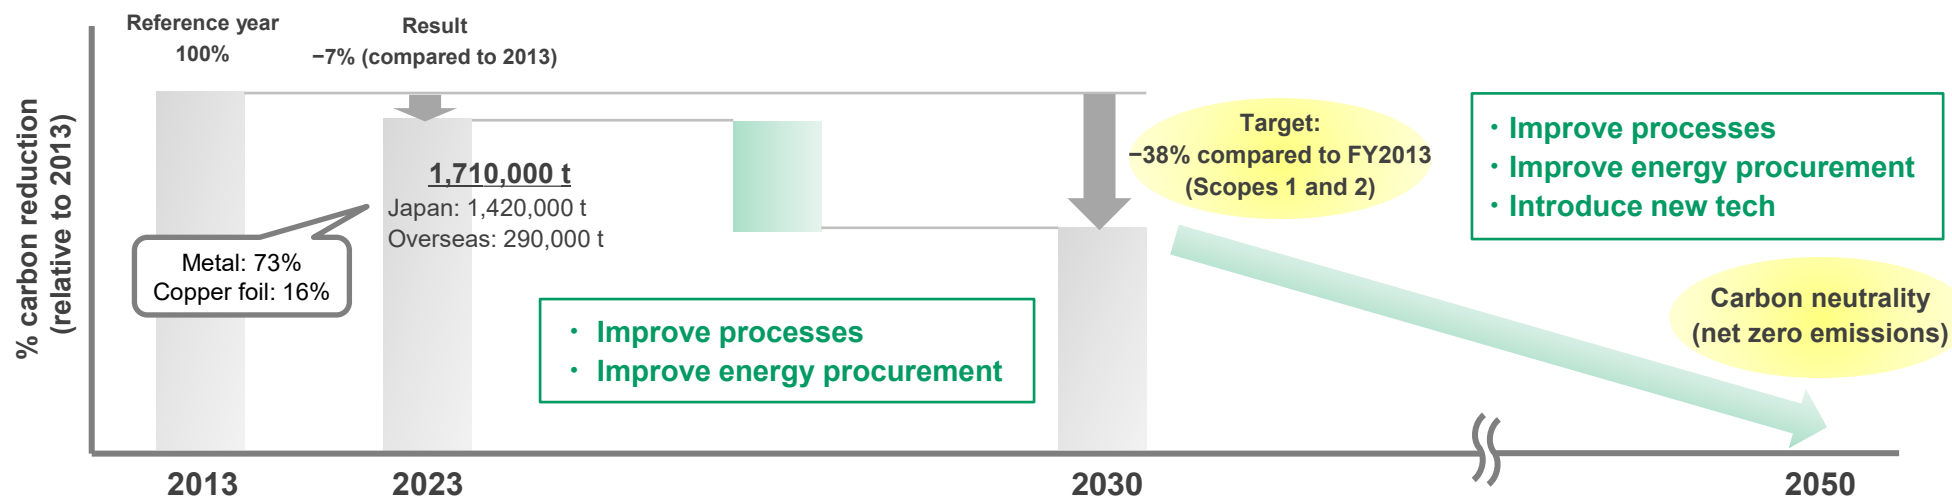 Reference year
100%
Result
−7% (compared to 2013)
% carbon reduction
(relative to 2013)
1,710,000 t
Japan: 1,420,000 t
Overseas: 290,000 t
Metal: 73%
Copper foil: 16%
・ Improve processes
・ Improve energy procurement
Target:
−38% compared to FY2013
(Scopes 1 and 2)
・Improve processes
・Improve energy procurement
・Introduce new tech
Carbon neutrality
(net zero emissions)
2013
2023
2030
2050